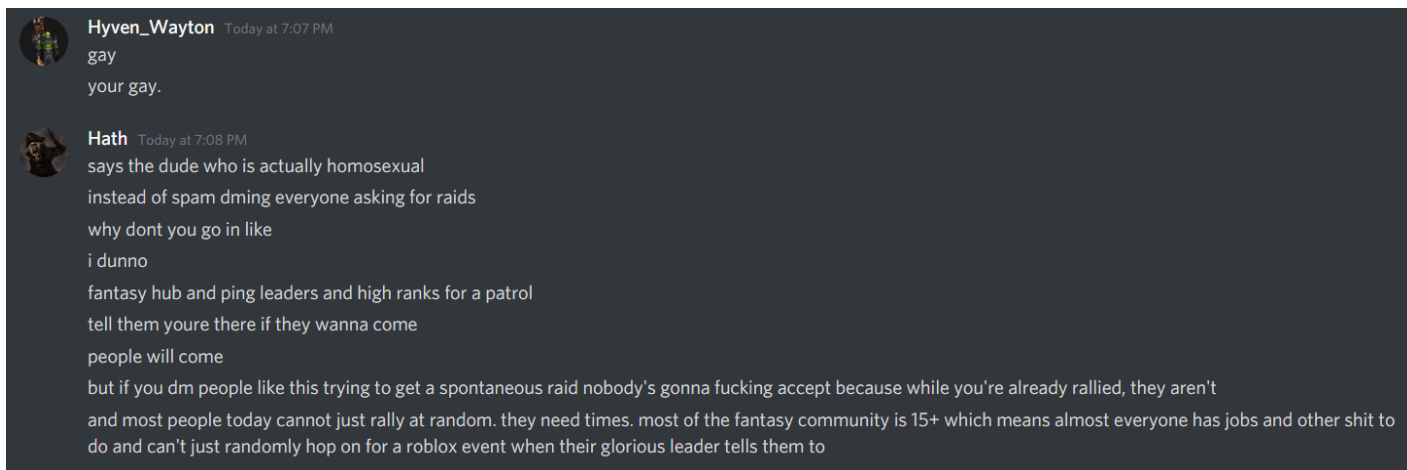 Hyven_Wayton Today at 7:07 PM
gay
your gay.
Hath Today at 7:08 PM
says the dude who is actually homosexual
instead of spam dming everyone asking for raids
why dont you go in like
i dunno
fantasy hub and ping leaders and high ranks for a patrol
tell them youre there if they wanna come
people will come
but if you dm people like this trying to get a spontaneous raid nobody's gonna fucking accept because while you're already rallied, they aren't
and most people today cannot just rally at random. they need times. most of the fantasy community is 15+ which means almost everyone has jobs and other shit to
do and can't just randomly hop on for a roblox event when their glorious leader tells them to